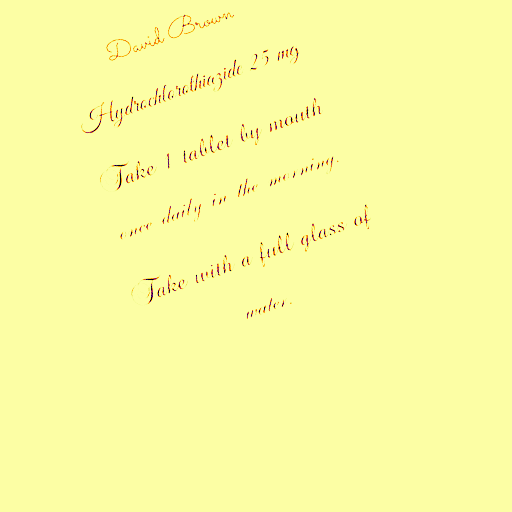 David Brown
Hydrochlorothiazide 25 mg
Take 1 tablet by mouth
once daily in the morning.
Take with a full glass of
water.